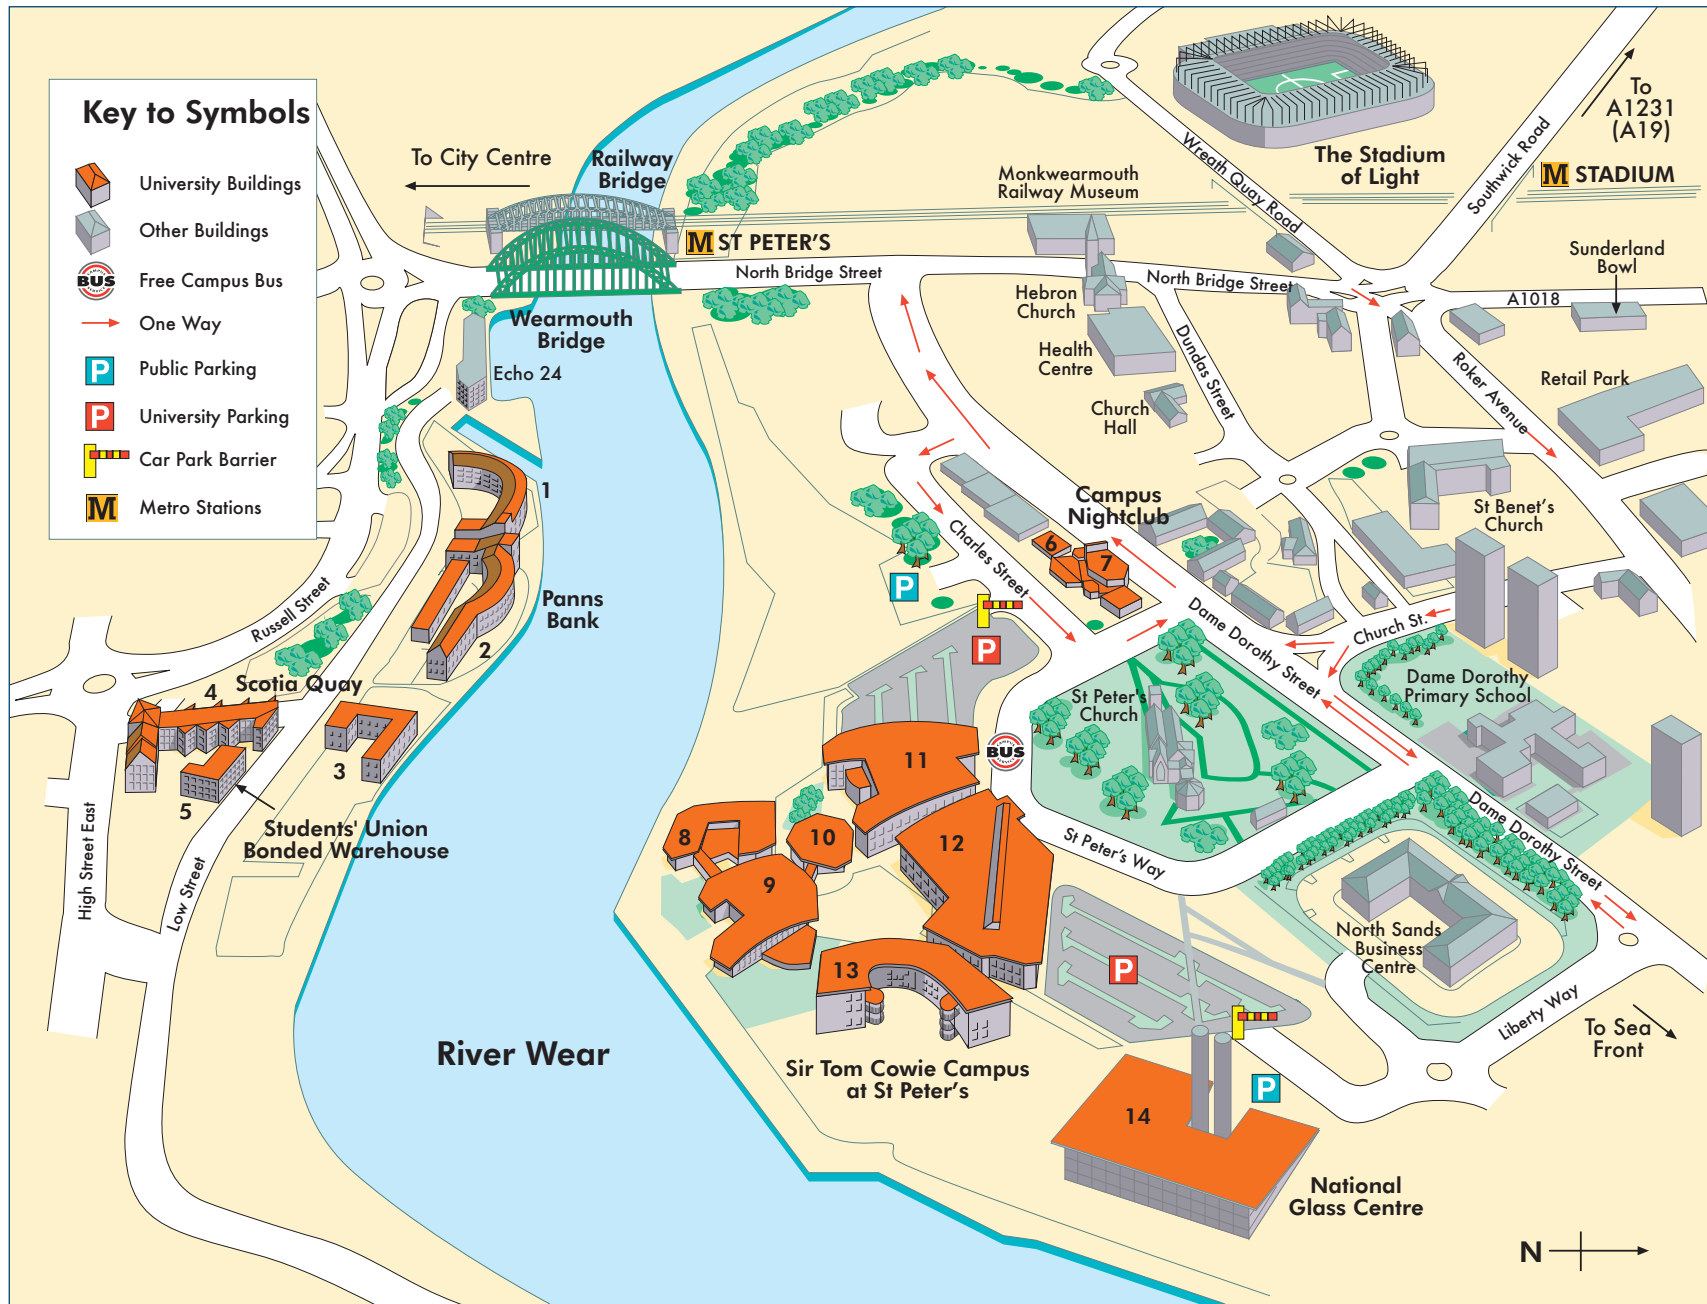 Key to Symbols
University Buildings
Other Buildings
BUS
Free Campus Bus
One Way
P
Public Parking
P
University Parking
Car Park Barrier
M
Metro Stations
To City Centre
Railway
Bridge
M ST PETER'S
Wearmouth
Bridge
Echo 24
North Bridge Street
Monkwearmouth
Railway Museum
Wreath Quay Road
The Stadium
of Light
Southwick Road
To
A1231
(A19)
M STADIUM
Sunderland
Bowl
North Bridge Street
A1018
Hebron
Church
Health
Centre
Dundas Street
Church
Hall
Roker Avenue
Retail Park
St Benet's
Church
Campus
Nightclub
6
7
Charles Street
P
P
Dame Dorothy Street
Church St.
Dame Dorothy
Primary School
St Peter's
Church
BUS
St Peter's Way
Dame Dorothy Street
North Sands
Business
Centre
Liberty Way
To Sea
Front
1
Panns
Bank
2
Russell Street
Scotia Quay
4
3
5
Students' Union
Bonded Warehouse
High Street East
Low Street
River Wear
8
9
10
11
12
13
P
Sir Tom Cowie Campus
at St Peter's
P
14
National
Glass Centre
N